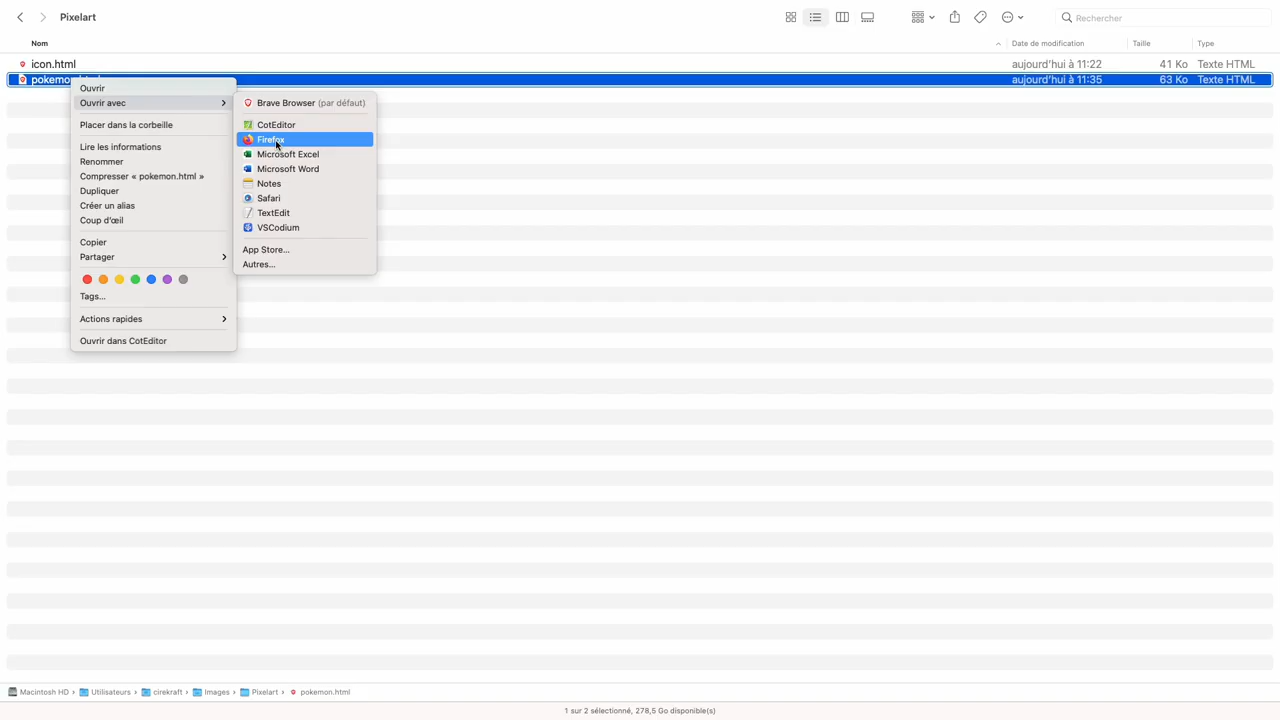 Pixelart
Rechercher
Nom
Date de modification
Taille
Type
icon.html
aujourd'hui à 11:22
41 Ko
Texte HTML
pokemon.html
aujourd'hui à 11:35
63 Ko
Texte HTML
Ouvrir
Ouvrir avec
Placer dans la corbeille
Lire les informations
Renommer
Compresser « pokemon.html »
Dupliquer
Créer un alias
Coup d'œil
Copier
Partager
Tags...
Actions rapides
Ouvrir dans CotEditor
Brave Browser (par défaut)
CotEditor
Firefox
Microsoft Excel
Microsoft Word
Notes
Safari
TextEdit
VSCodium
App Store...
Autres...
Macintosh HD › Utilisateurs › cirekraft › Images › Pixelart › pokemon.html
1 sur 2 sélectionné, 278,5 Go disponible(s)